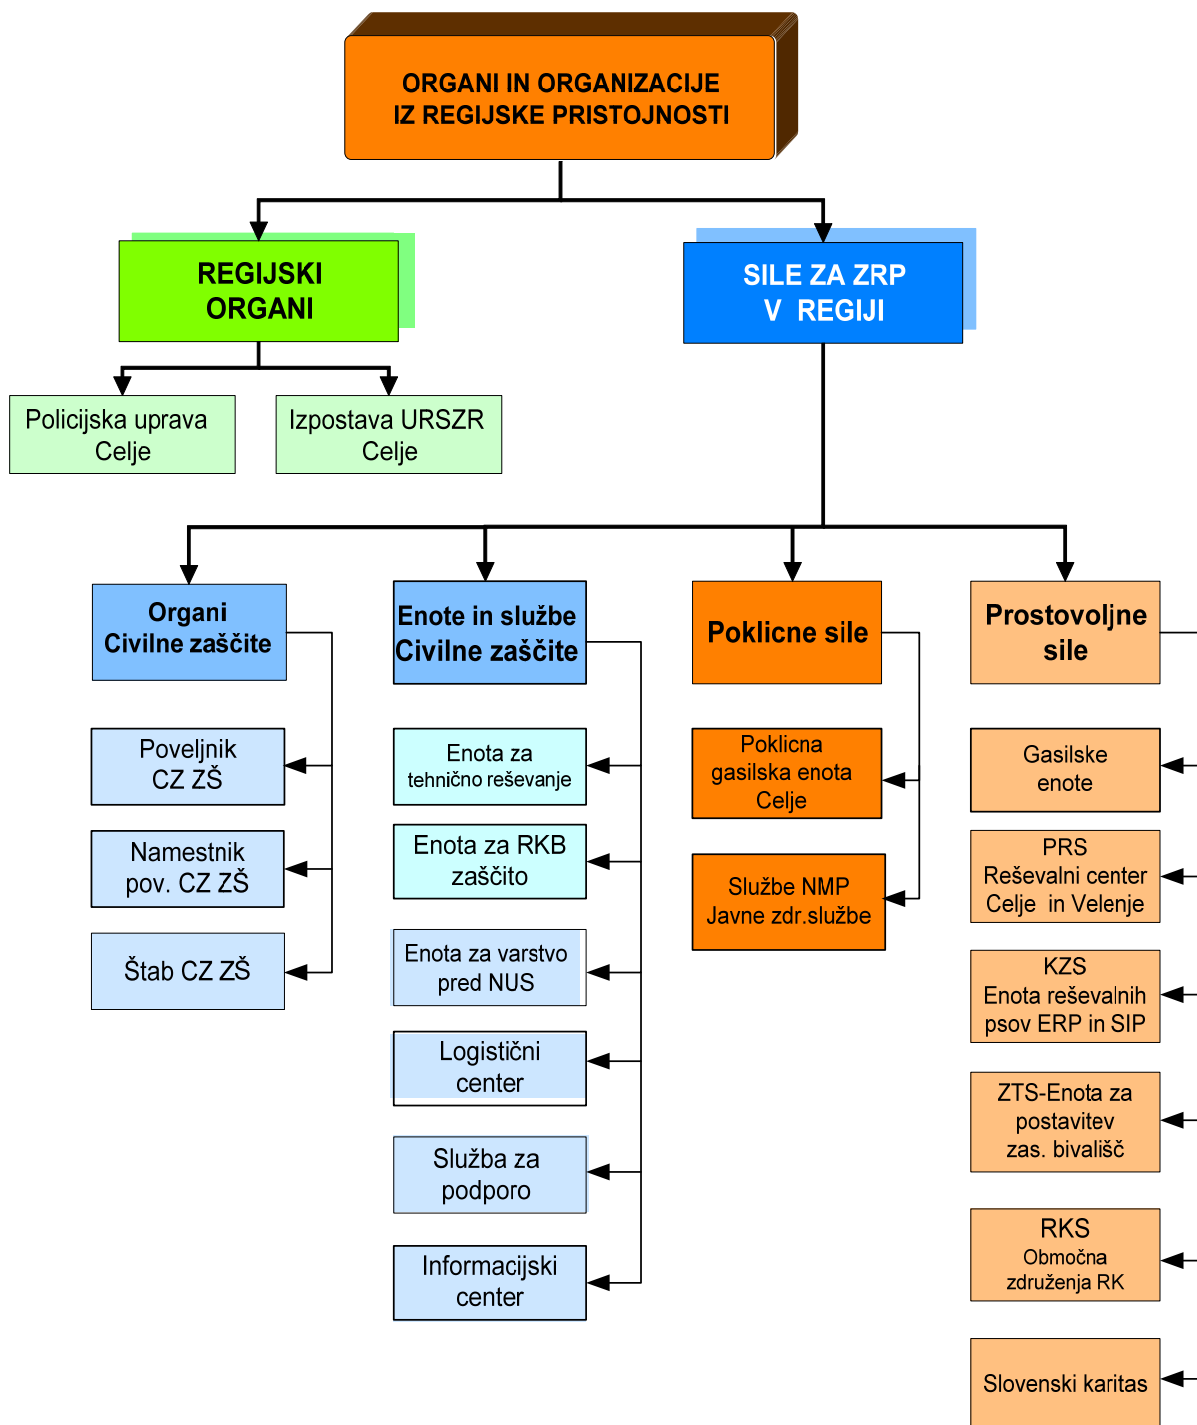 ORGANI IN ORGANIZACIJE
IZ REGIJSKE PRISTOJNOSTI
REGIJSKI
ORGANI
SILE ZA ZRP
V REGIJI
Policijska uprava
Celje
Izpostava URSZR
Celje
Organi
Civilne zaščite
Poveljnik
CZ ZŠ
Namestnik
pov. CZ ZŠ
Štab CZ ZŠ
Enote in službe
Civilne zaščite
Enota za
tehnično reševanje
Enota za RKB
zaščito
Enota za varstvo
pred NUS
Logistični
center
Služba za
podporo
Informacijski
center
Poklicne sile
Poklicna
gasilska enota
Celje
Službe NMP
Javne zdr.službe
Prostovoljne
sile
Gasilske
enote
PRS
Reševalni center
Celje in Velenje
KZS
Enota reševalnih
psov ERP in SIP
ZTS-Enota za
postavitev
zas. bivališč
RKS
Območna
združenja RK
Slovenski karitas